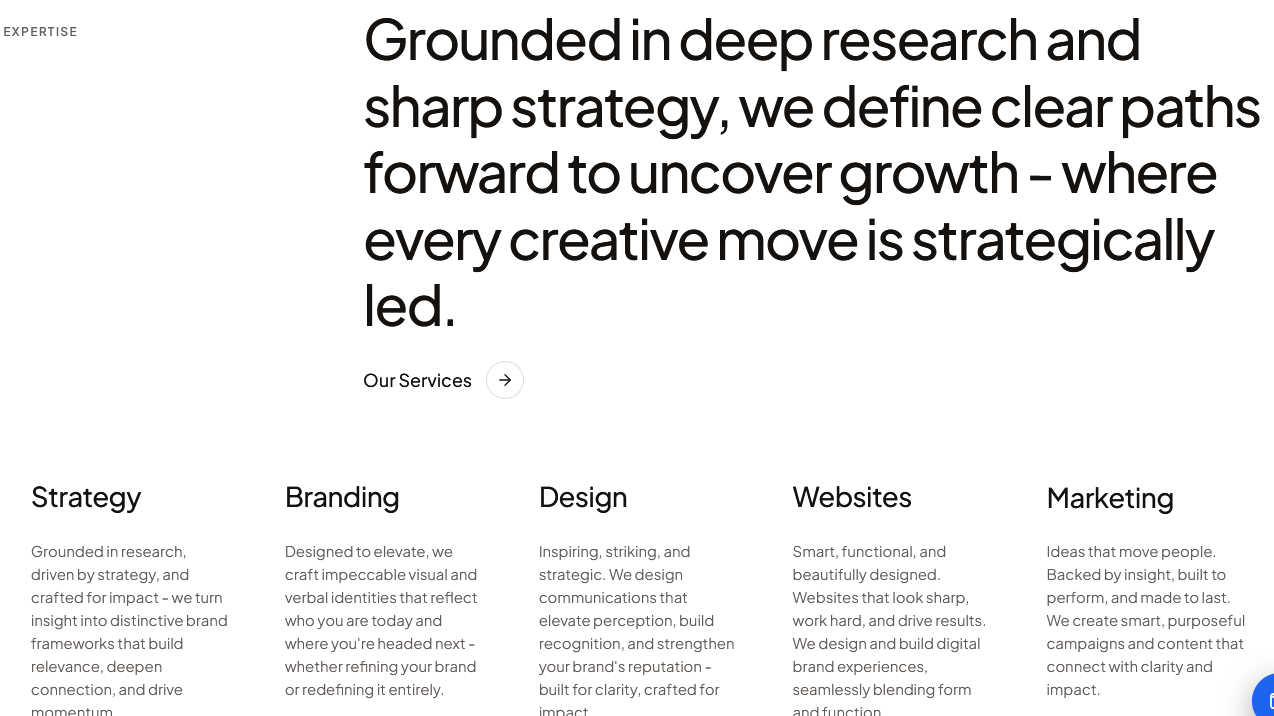 EXPERTISE
Grounded in deep research and
sharp strategy, we define clear paths
forward to uncover growth - where
every creative move is strategically
led.
Our Services
Strategy
Grounded in research,
driven by strategy, and
crafted for impact - we turn
insight into distinctive brand
frameworks that build
relevance, deepen
connection, and drive
momentum.
Branding
Designed to elevate, we
craft impeccable visual and
verbal identities that reflect
who you are today and
where you're headed next -
whether refining your brand
or redefining it entirely.
Design
Inspiring, striking, and
strategic. We design
communications that
elevate perception, build
recognition, and strengthen
your brand's reputation -
built for clarity, crafted for
impact.
Websites
Smart, functional, and
beautifully designed.
Websites that look sharp,
work hard, and drive results.
We design and build digital
brand experiences,
seamlessly blending form
and function.
Marketing
Ideas that move people.
Backed by insight, built to
perform, and made to last.
We create smart, purposeful
campaigns and content that
connect with clarity and
impact.